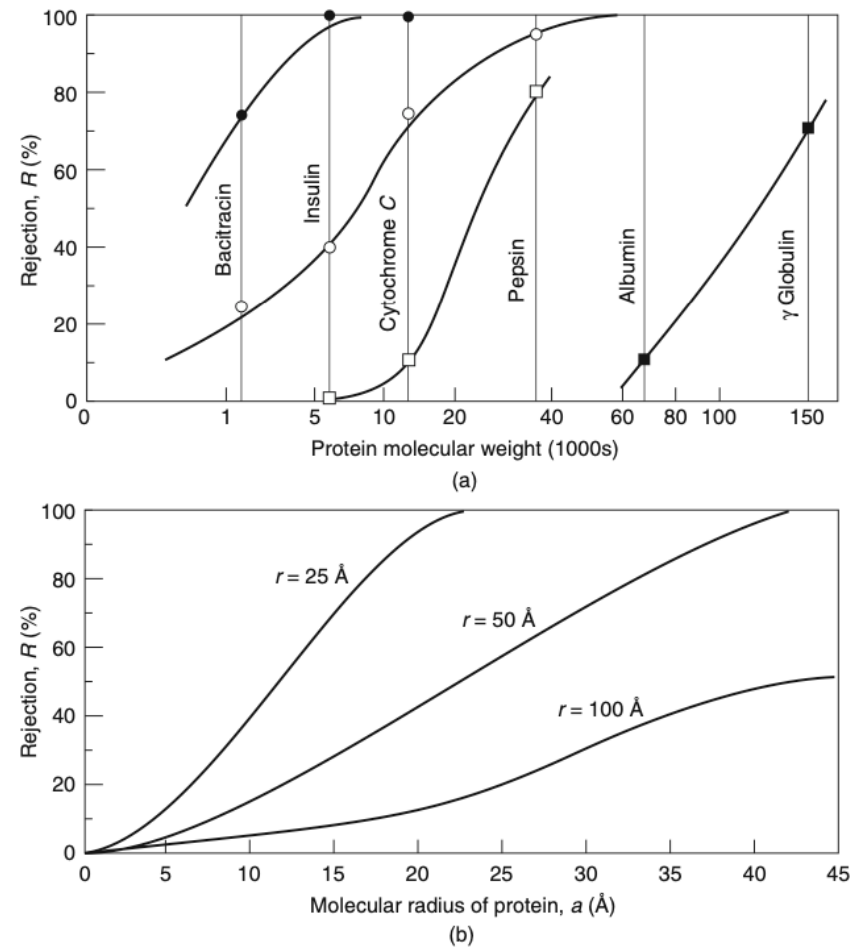 100
80
60
40
20
0
Rejection, R (%)
Bacitracin
Insulin
Cytochrome C
Pepsin
Albumin
γ Globulin
0 1 5 10 20 40 60 80 100 150
Protein molecular weight (1000s)
(a)
100
80
60
40
20
0
Rejection, R (%)
r = 25 Å
r = 50 Å
r = 100 Å
0 5 10 15 20 25 30 35 40 45
Molecular radius of protein, a (Å)
(b)